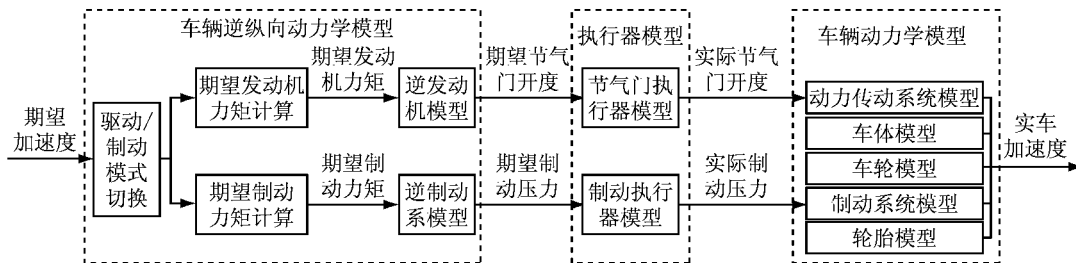 车辆逆纵向动力学模型
执行器模型
车辆动力学模型
期望
加速度
驱动/
制动
模式
切换
期望发动机
力矩计算
期望发动
机力矩
逆发动
机模型
期望节气
门开度
节气门执
行器模型
实际节气
门开度
期望制动
力矩计算
期望制
动力矩
逆制动
系模型
期望制
动压力
制动执行
器模型
实际制
动压力
动力传动系统模型
车体模型
车轮模型
制动系统模型
轮胎模型
实车
加速度